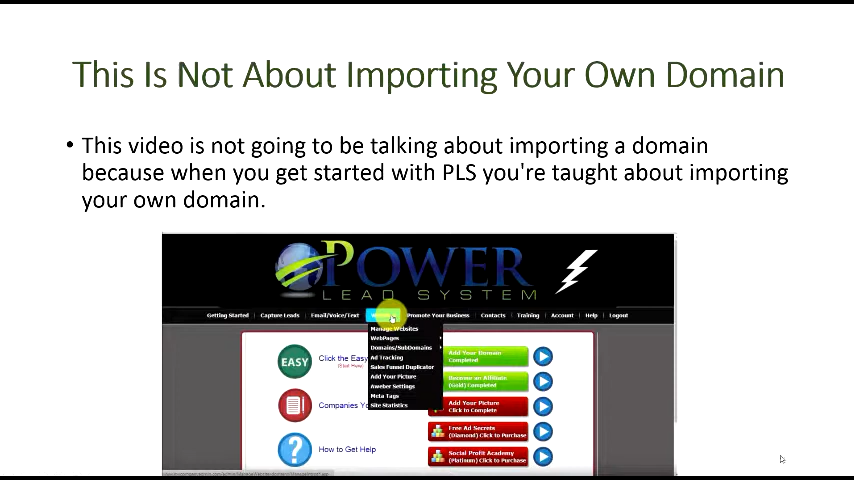 This Is Not About Importing Your Own Domain
• This video is not going to be talking about importing a domain
because when you get started with PLS you're taught about importing
your own domain.
POWER
LEAD SYSTEM
Getting Started Capture Leads Email/Voice/Text Promote Your Business Contacts Training Account Help Logout
Manage Websites
WebPages
Domains/SubDomains
Ad Tracking
Sales Funnel Duplicator
Add Your Picture
Aweber Settings
Meta Tags
Site Statistics
EASY
Click the Easy
(Start Here)
Companies Yo
How to Get Help
Add Your Domain
Completed
Become an Affiliate
(Gold) Completed
Add Your Picture
Click to Complete
Free Ad Secrets
(Diamond) Click to Purchase
Social Profit Academy
(Platinum) Click to Purchase